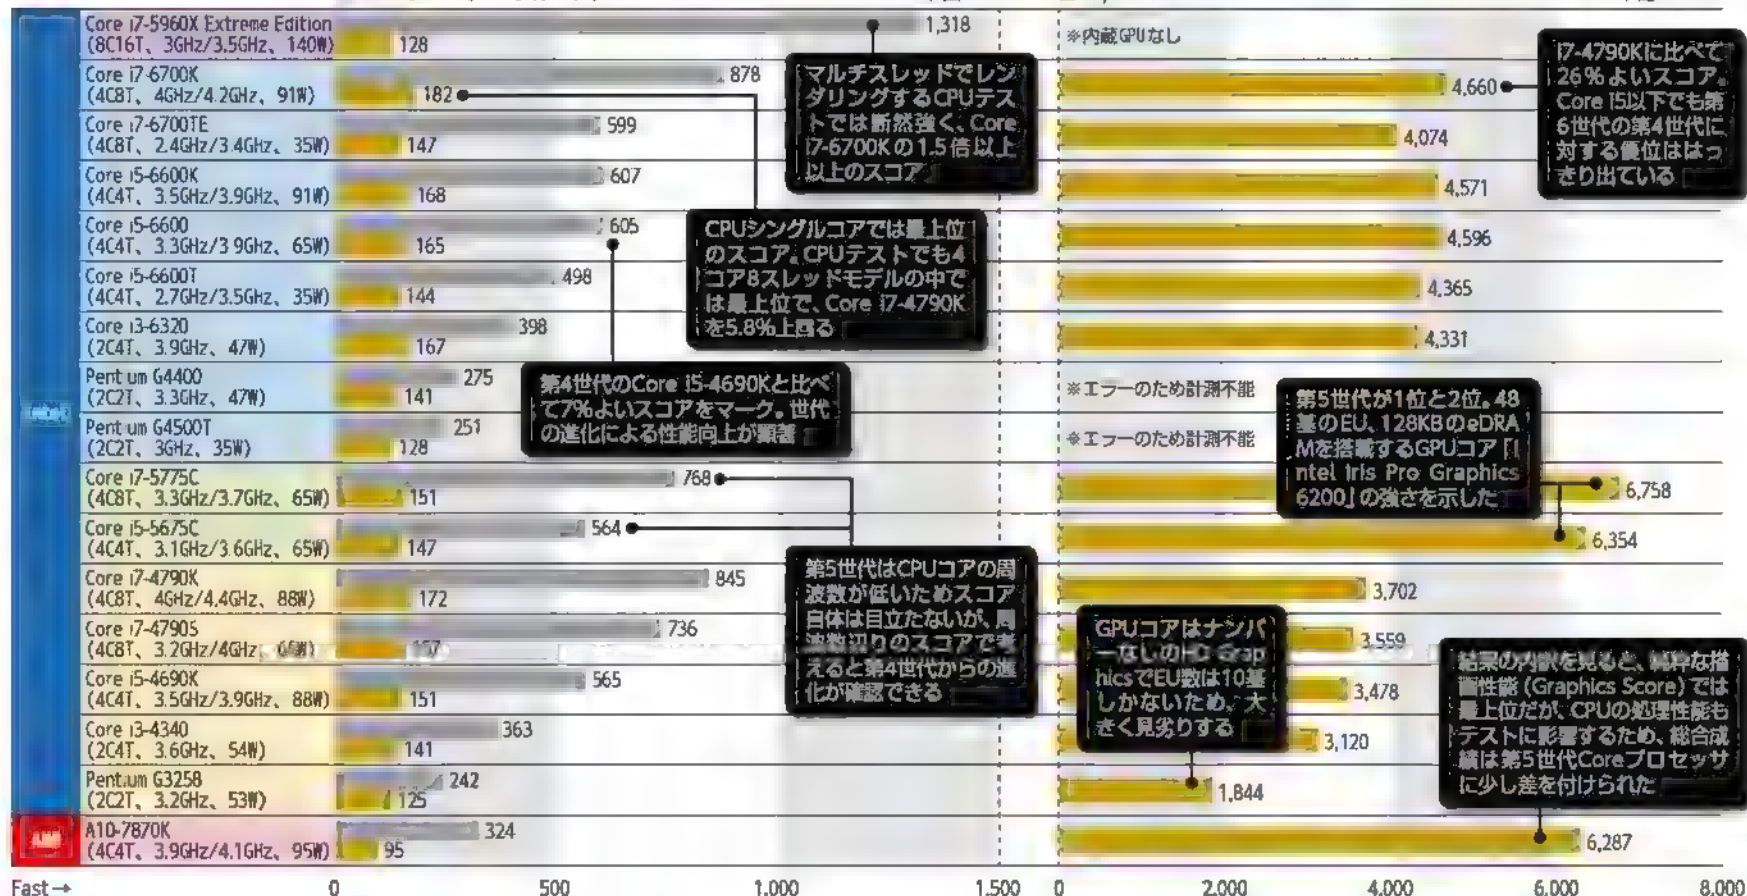 Core i7-5960X Extreme Edition
(8C16T、3GHz/3.5GHz、140W)
1,318
128
※内蔵GPUなし
Core i7-6700K
(4C8T、4GHz/4.2GHz、91W)
878
182
4,660
Core i7-6700TE
(4C8T、2.4GHz/3.4GHz、35W)
599
147
4,074
Core i5-6600K
(4C4T、3.5GHz/3.9GHz、91W)
607
168
4,571
Core i5-6600
(4C4T、3.3GHz/3.9GHz、65W)
605
165
4,596
Core i5-6600T
(4C4T、2.7GHz/3.5GHz、35W)
498
144
4,365
Core i3-6320
(2C4T、3.9GHz、47W)
398
167
4,331
Pentium G4400
(2C2T、3.3GHz、47W)
275
141
※エラーのため計測不能
Pentium G4500T
(2C2T、3GHz、35W)
251
128
※エラーのため計測不能
Core i7-5775C
(4C8T、3.3GHz/3.7GHz、65W)
768
151
6,758
Core i5-5675C
(4C4T、3.1GHz/3.6GHz、65W)
564
147
6,354
Core i7-4790K
(4C8T、4GHz/4.4GHz、88W)
845
172
3,702
Core i7-4790S
(4C8T、3.2GHz/4GHz、
736
3,559
Core i5-4690K
(4C4T、3.5GHz/3.9GHz、88W)
565
151
3,478
Core i3-4340
(2C4T、3.6GHz、54W)
363
141
3,120
Pentium G3258
(2C2T、3.2GHz、53W)
242
125
1,844
A10-7870K
(4C4T、3.9GHz/4.1GHz、95W)
324
95
6,287
マルチスレッドでレン
ダリングするCPUテス
トでは断然強く、Core
i7-6700Kの1.5倍以上
以上のスコア
i7-4790Kに比べて
26%よいスコア。
Core i5以下でも第
6世代の第4世代に
対する優位ははっ
きり出ている
CPUシングルコアでは最上位
のスコア。CPUテストでも4
コア8スレッドモデルの中で
は最上位で、Core i7-4790K
を5.8%上回る
第4世代のCore i5-4690Kと比べ
て7%よいスコアをマーク。世代
の進化による性能向上が顕著
第5世代が1位と2位。48
基のEU、128KBのeDRA
Mを搭載するGPUコア「I
ntel Iris Pro Graphics
6200」の強さを示した
第5世代はCPUコアの周
波数が低いためスコア
自体は目立たないが、周
波数辺りのスコアで考
えると第4世代からの進
化が確認できる
GPUコアはナンバ
ーなしのHD Grap
hicsでEU数は10基
しかないため、大
きく見劣りする
結果の内訳を見ると、純粋な描
画性能(Graphics Score)では
最上位だが、CPUの処理性能も
テストに影響するため、総合成
績は第5世代Coreプロセッサ
に少し差を付けられた
Fast→
0
500
1,000
1,500
0
2,000
4,000
6,000
8,000